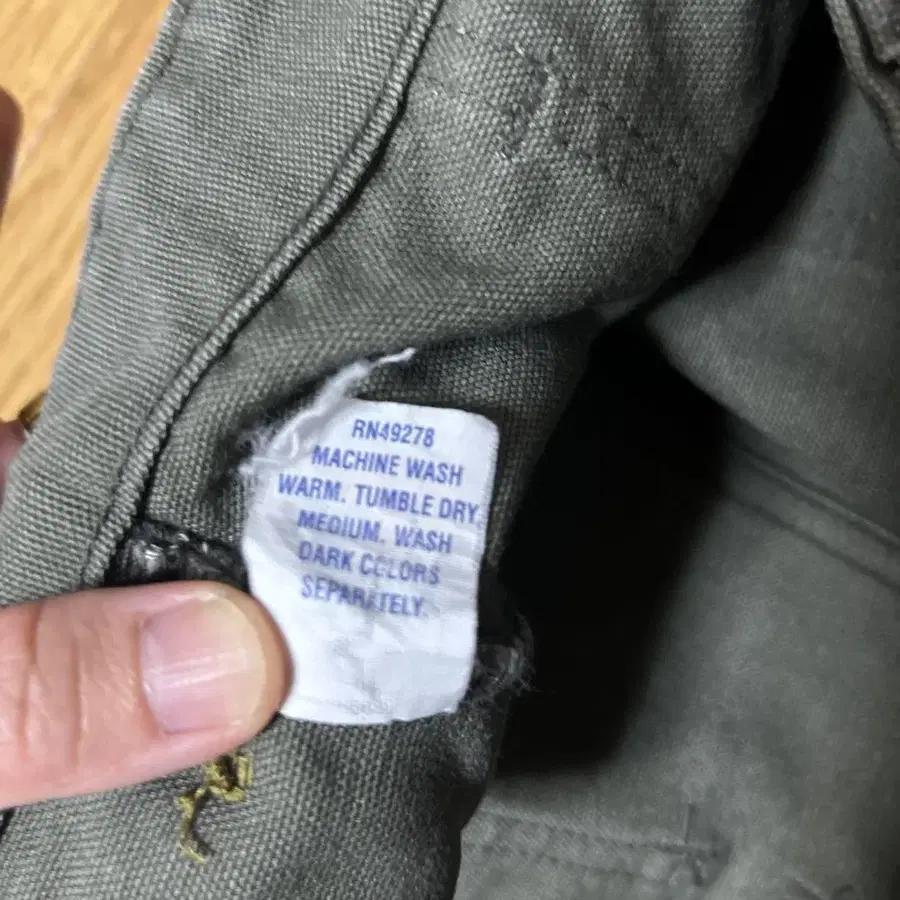 RN49278
MACHINE WASH
WARM. TUMBLE DRY,
MEDIUM. WASH
DARK COLORS
SEPARATELY.